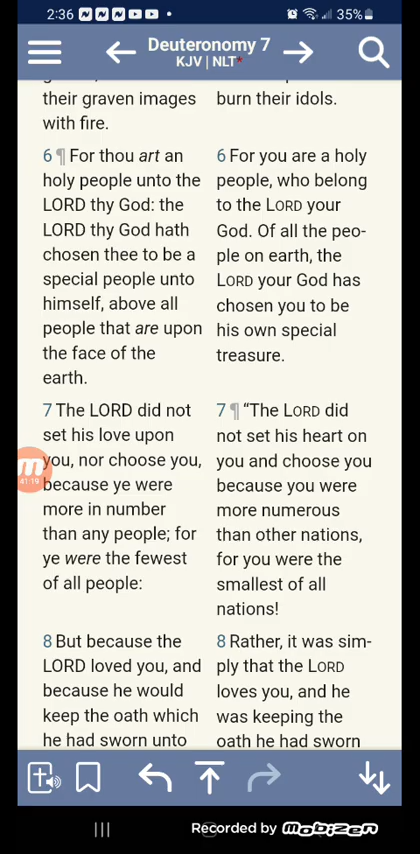 2:36 N N N 35%
Deuteronomy 7
KJV | NLT*
their graven images
with fire.
6 ¶ For thou art an
holy people unto the
LORD thy God: the
LORD thy God hath
chosen thee to be a
special people unto
himself, above all
people that are upon
the face of the
earth.
7 The LORD did not
set his love upon
you, nor choose you,
because ye were
more in number
than any people; for
ye were the fewest
of all people:
8 But because the
LORD loved you, and
because he would
keep the oath which
he had sworn unto
burn their idols.
6 For you are a holy
people, who belong
to the LORD your
God. Of all the peo-
ple on earth, the
LORD your God has
chosen you to be
his own special
treasure.
7 ¶ “The LORD did
not set his heart on
you and choose you
because you were
more numerous
than other nations,
for you were the
smallest of all
nations!
8 Rather, it was sim-
ply that the LORD
loves you, and he
was keeping the
oath he had sworn
m
41:19
Recorded by mobizen